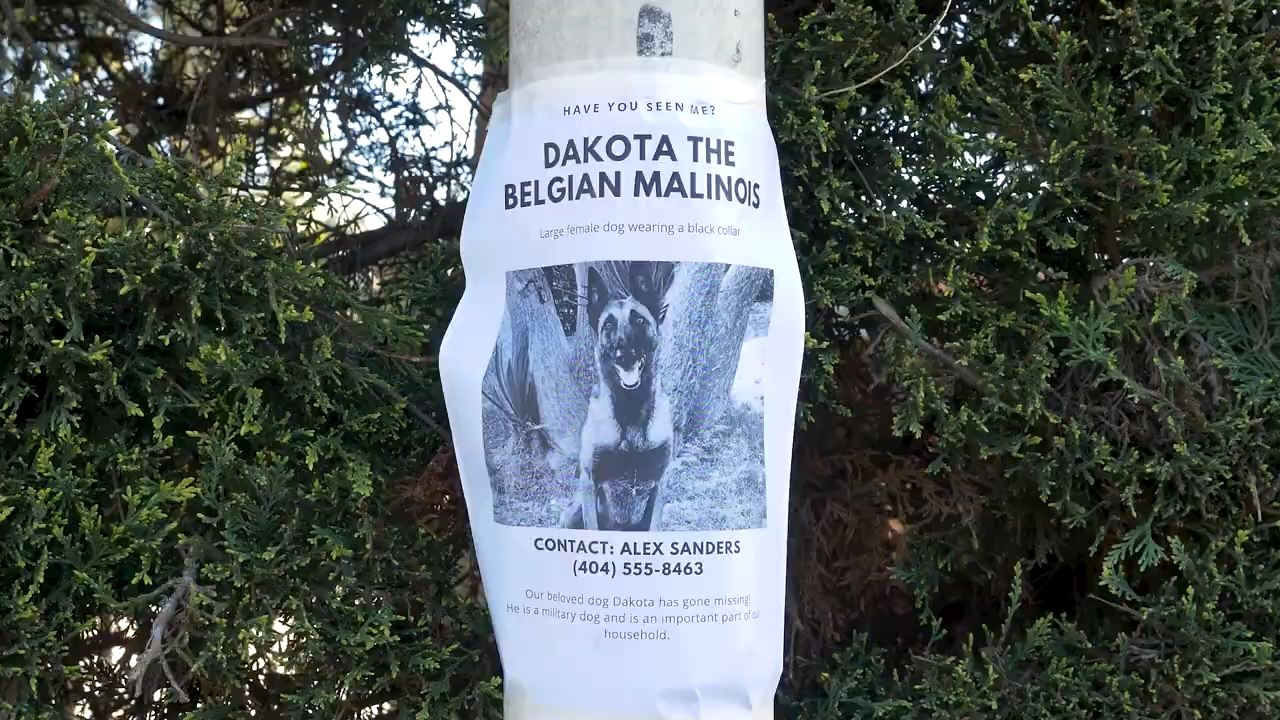 HAVE YOU SEEN ME?
DAKOTA THE
BELGIAN MALINOIS
Large female dog wearing a black collar
CONTACT: ALEX SANDERS
(404) 555-8463
Our beloved dog Dakota has gone missing!
He is a military dog and is an important part of our
household.